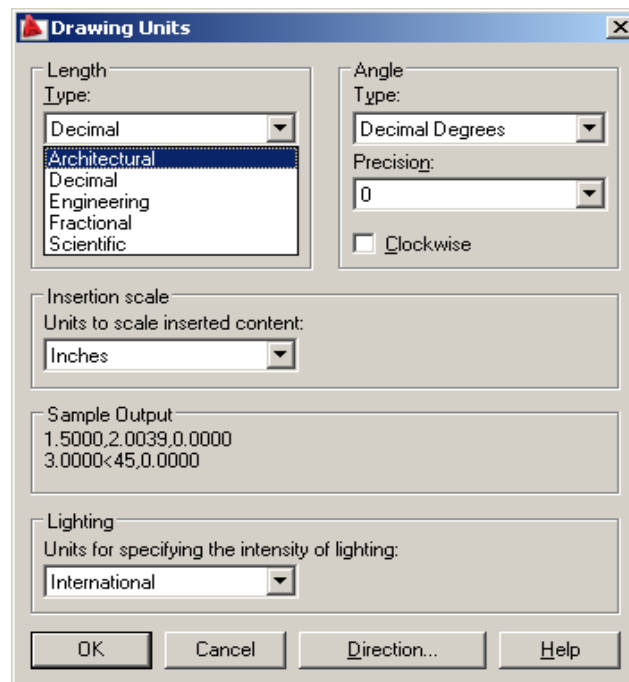 Drawing Units
Length
Type:
Decimal
Architectural
Decimal
Engineering
Fractional
Scientific
Angle
Type:
Decimal Degrees
Precision:
0
Clockwise
Insertion scale
Units to scale inserted content:
Inches
Sample Output
1.5000,2.0039,0.0000
3.0000<45,0.0000
Lighting
Units for specifying the intensity of lighting:
International
OK
Cancel
Direction...
Help